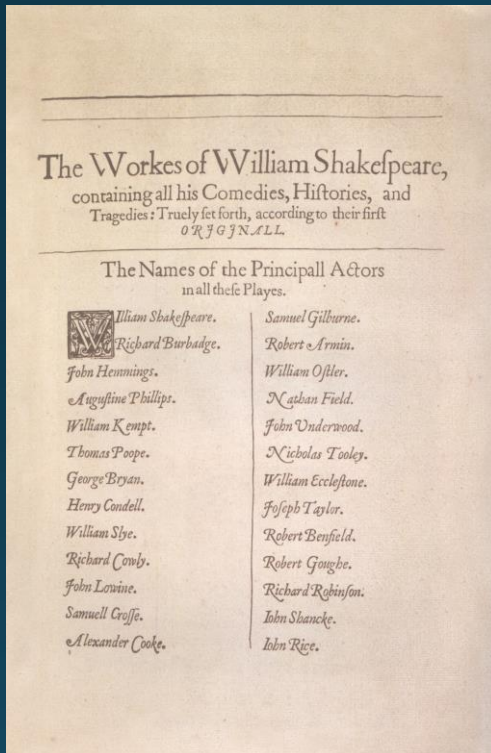 The Workes of William Shakeſpeare,
containing all his Comedies, Hiſtories, and
Tragedies: Truely ſet forth, according to their firſt
ORJGJNALL.
The Names of the Principall Actors
in all theſe Playes.
William Shakeſpeare.
Richard Burbadge.
John Hemmings.
Auguſtine Phillips.
William Kempt.
Thomas Poope.
George Bryan.
Henry Condell.
William Slye.
Richard Cowly.
John Lowine.
Samuell Croſſe.
Alexander Cooke.
Samuel Gilburne.
Robert Armin.
William Oſtler.
Nathan Field.
John Underwood.
Nicholas Tooley.
William Eccleſtone.
Joſeph Taylor.
Robert Benfield.
Robert Goughe.
Richard Robinſon.
Iohn Shancke.
Iohn Rice.